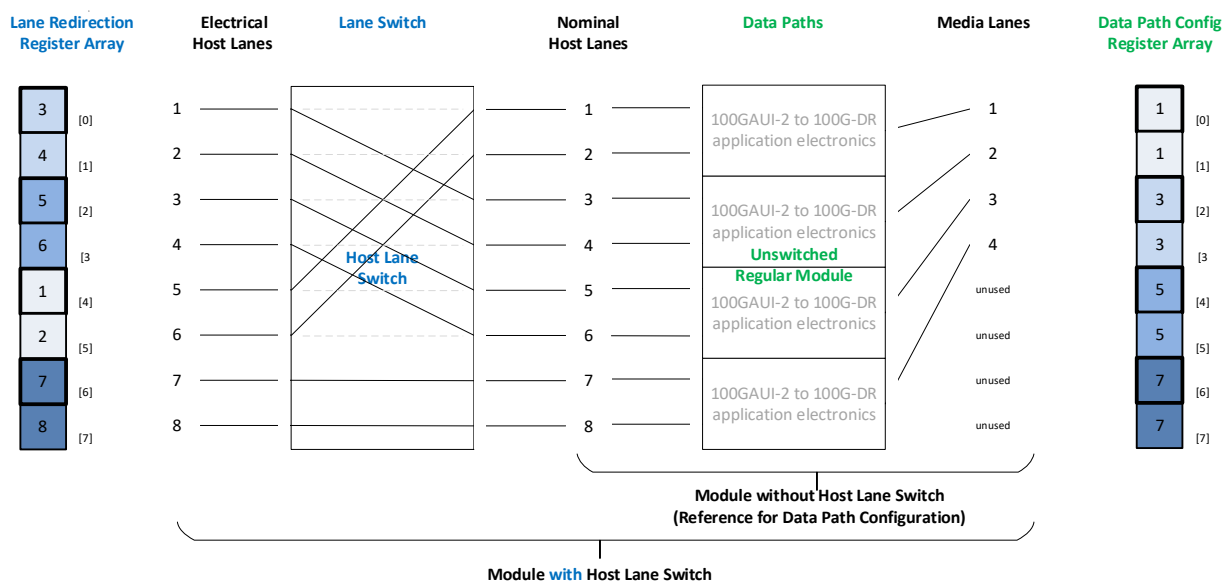 Lane Redirection
Register Array
Electrical
Host Lanes
Lane Switch
Nominal
Host Lanes
Data Paths
Media Lanes
Data Path Config
Register Array
3
[0]
4
[1]
5
[2]
6
[3
1
[4]
2
[5]
7
[6]
8
[7]
1
2
3
4
5
6
7
8
Host Lane
Switch
1
2
3
4
5
6
7
8
100GAUI-2 to 100G-DR
application electronics
100GAUI-2 to 100G-DR
application electronics
Unswitched
Regular Module
100GAUI-2 to 100G-DR
application electronics
100GAUI-2 to 100G-DR
application electronics
1
2
3
4
unused
unused
unused
unused
1
[0]
1
[1]
3
[2]
3
[3
5
[4]
5
[5]
7
[6]
7
[7]
Module without Host Lane Switch
(Reference for Data Path Configuration)
Module with Host Lane Switch